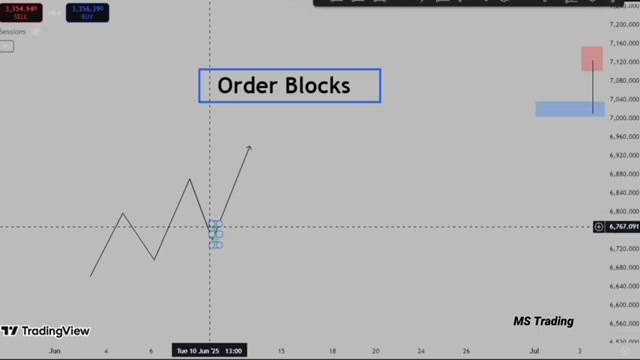 3,354.940
SELL
3,356.390
BUY
Sessions
Order Blocks
7,160.000
7,120.000
7,080.000
7,040.000
7,000.000
6,960.000
6,920.000
6,880.000
6,840.000
6,800.000
6,767.091
6,720.000
6,680.000
6,640.000
6,600.000
6,560.000
MS Trading
TradingView
Jun
4
6
Tue 10 Jun '25 13:00
15
18
20
24
26
Jul
3